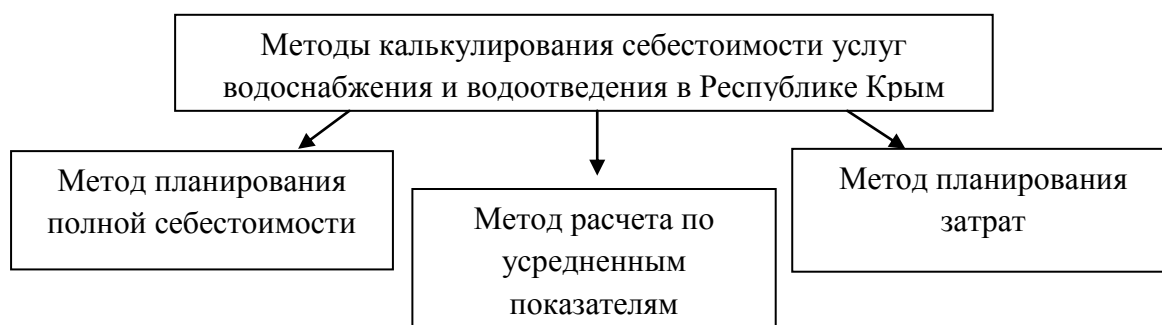 Методы калькулирования себестоимости услуг
водоснабжения и водоотведения в Республике Крым
Метод планирования
полной себестоимости
Метод расчета по
усредненным
показателям
Метод планирования
затрат